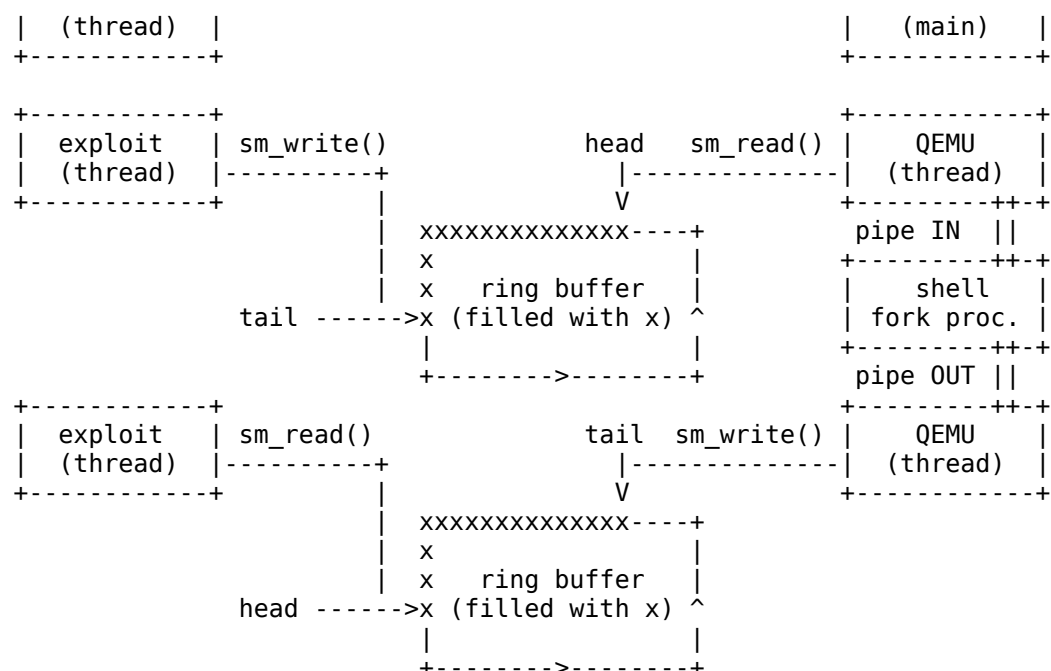 |  (thread)  |                                         |   (main)   |
+------------+                                         +------------+

+------------+                                         +------------+
|  exploit   | sm_write()             head   sm_read() |    QEMU    |
|  (thread)  |----------+               |--------------|  (thread)  |
+------------+          |               V              +---------++-+
                        |  xxxxxxxxxxxxxx----+          pipe IN  ||
                        |  x                 |         +---------++-+
                        |  x   ring buffer   |         |    shell   |
               tail ------>x (filled with x) ^         | fork proc. |
                           |                 |         +---------++-+
                           +-------->--------+          pipe OUT ||
+------------+                                         +---------++-+
|  exploit   | sm_read()              tail  sm_write() |    QEMU    |
|  (thread)  |----------+               |--------------|  (thread)  |
+------------+          |               V              +------------+
                        |  xxxxxxxxxxxxxx----+
                        |  x                 |
                        |  x   ring buffer   |
               head ------>x (filled with x) ^
                           |                 |
                           +-------->--------+